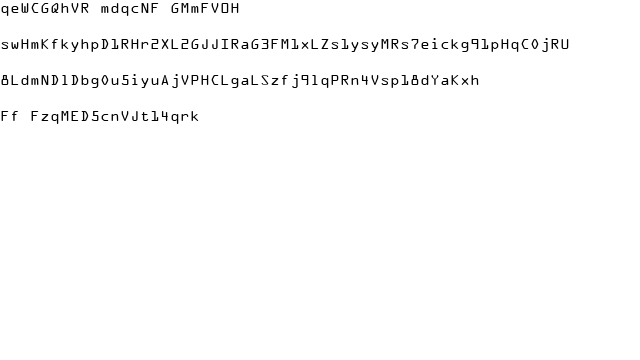 qeWCGQhVR mdqcNF GMmFVOH
swHmKfkyhpD1RHr2XL2GJJIRaG3FM1xLZs1ysyMRs7eickg91pHqC0jRU
8LdmND1Dbg0u5iyuAjVPHCLgaLSzfj91qPRn4Vsp18dYaKxh
Ff FzqMED5cnVJt14qrk